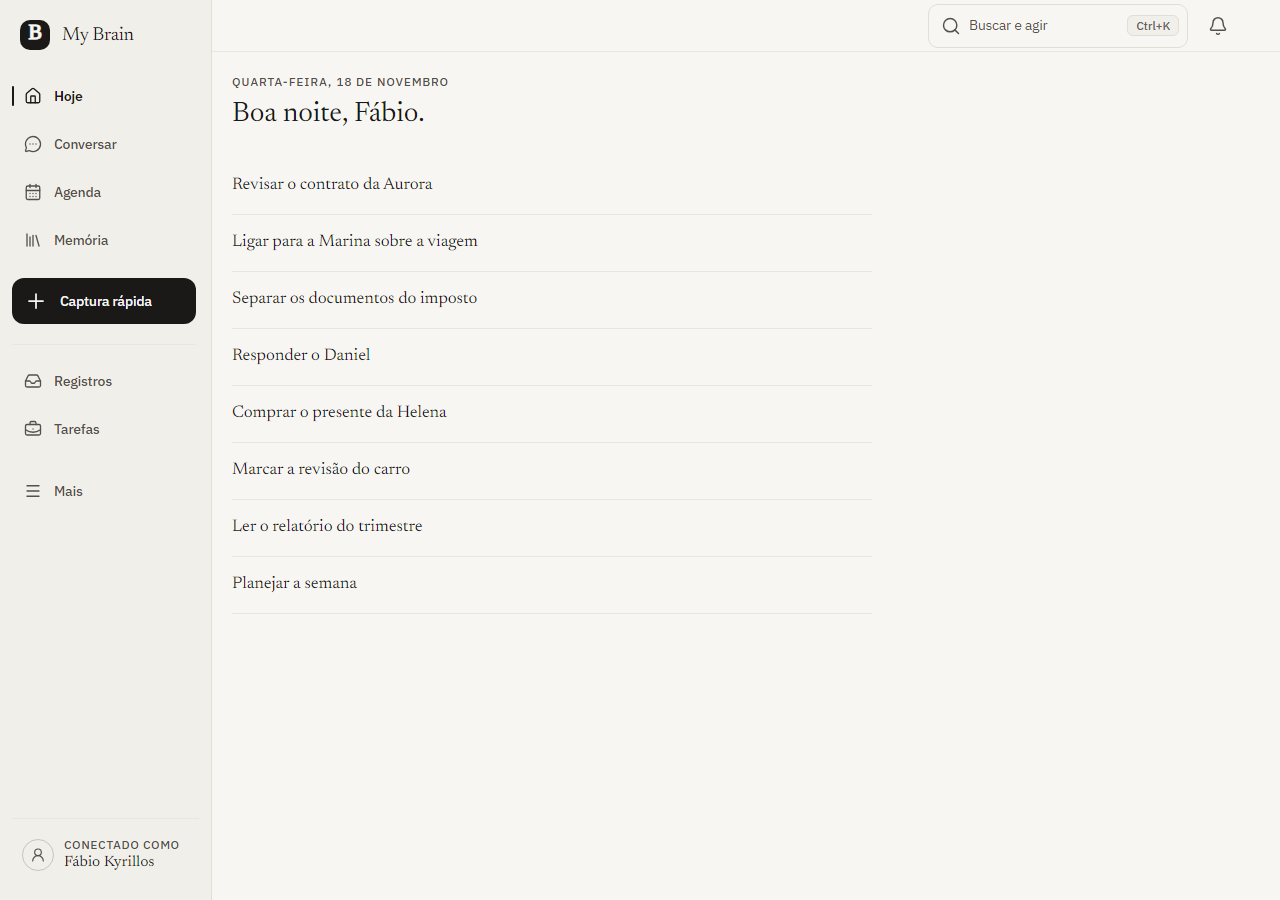 B My Brain
Hoje
Conversar
Agenda
Memória
Captura rápida
Registros
Tarefas
Mais
CONECTADO COMO
Fábio Kyrillos
Buscar e agir Ctrl+K
QUARTA-FEIRA, 18 DE NOVEMBRO
Boa noite, Fábio.
Revisar o contrato da Aurora
Ligar para a Marina sobre a viagem
Separar os documentos do imposto
Responder o Daniel
Comprar o presente da Helena
Marcar a revisão do carro
Ler o relatório do trimestre
Planejar a semana